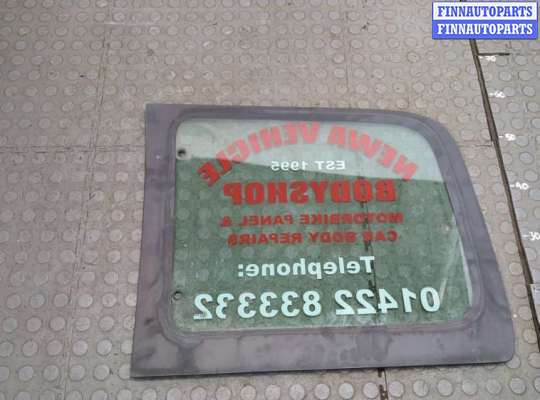 FINNAUTOPARTS
FINNAUTOPARTS
NEWA VEHICLE
EST 1995
BODYSHOP
MOTORBIKE PANEL &
CAR BODY REPAIRS
Telephone:
01422 833332